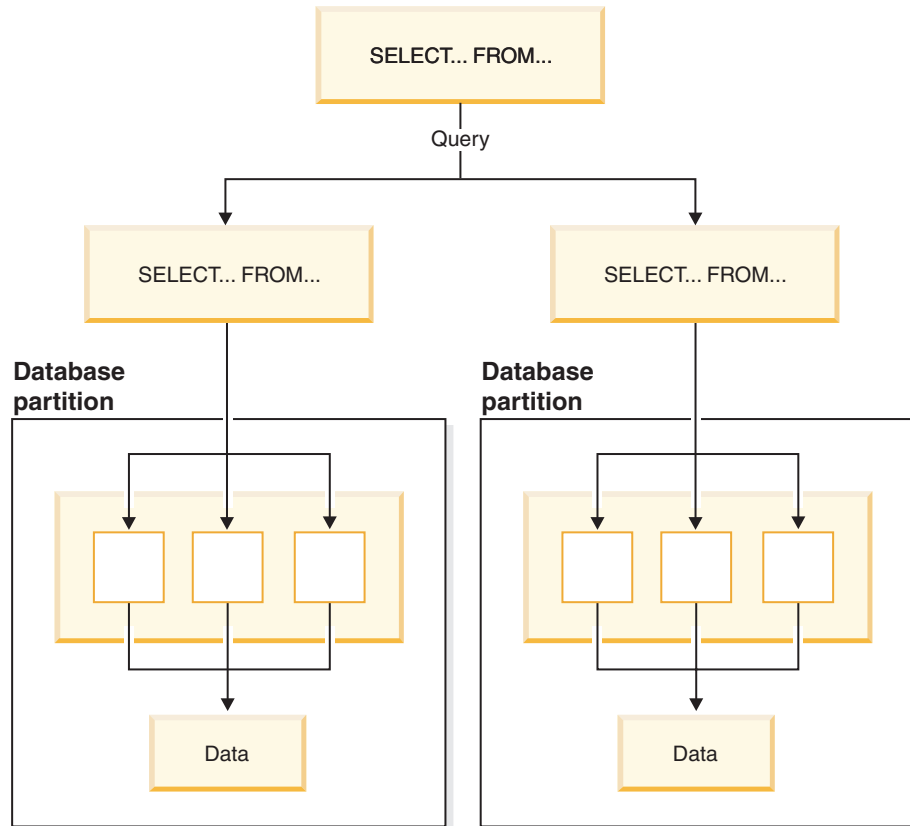 SELECT... FROM...
Query
SELECT... FROM...
SELECT... FROM...
Database
partition
Database
partition
Data
Data